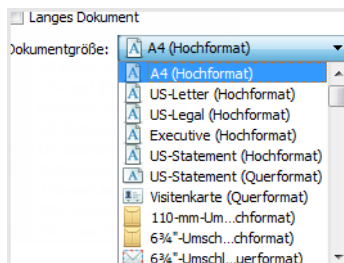 Langes Dokument
Dokumentgröße: A4 (Hochformat)
A4 (Hochformat)
US-Letter (Hochformat)
US-Legal (Hochformat)
Executive (Hochformat)
US-Statement (Hochformat)
US-Statement (Querformat)
Visitenkarte (Querformat)
110-mm-Um...chformat)
6¾"-Umsch...chformat)
6¾"-Umschl...uerformat)